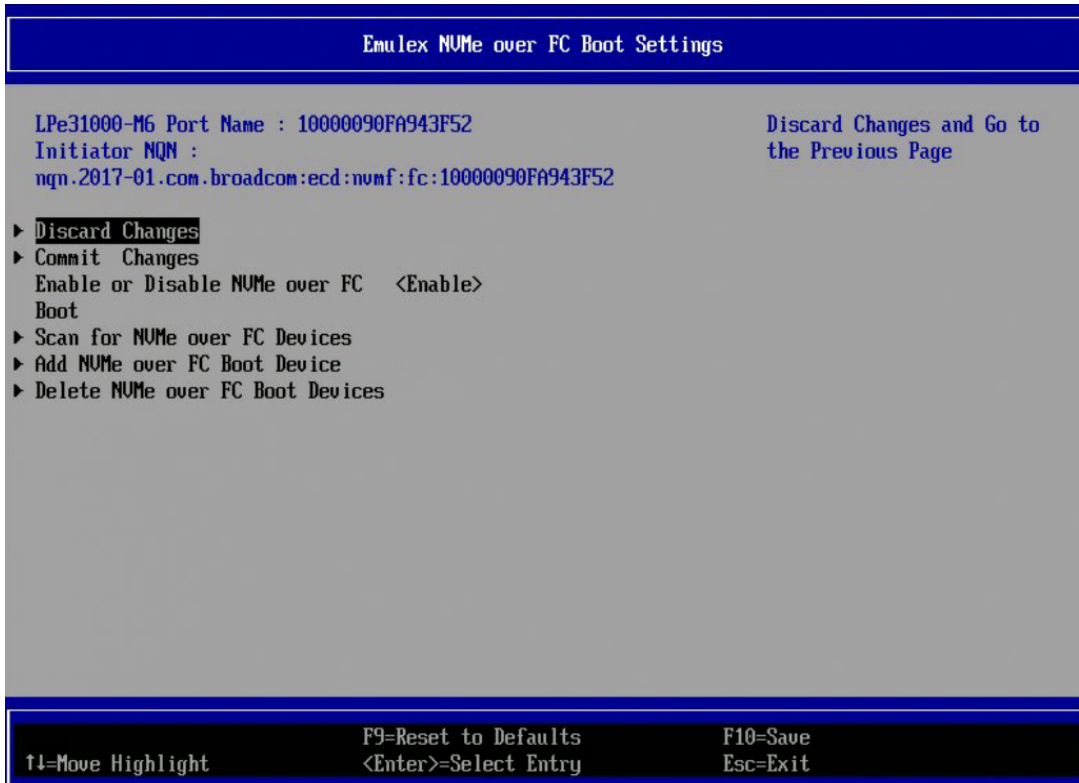 Emulex NVMe over FC Boot Settings
LPe31000-M6 Port Name : 10000090FA943F52
Discard Changes and Go to
Initiator NQN :
the Previous Page
nqn.2017-01.com.broadcom:ecd:nvmf:fc:10000090FA943F52
Discard Changes
Commit  Changes
Enable or Disable NVMe over FC <Enable>
Boot
Scan for NVMe over FC Devices
Add NVMe over FC Boot Device
Delete NVMe over FC Boot Devices
F9=Reset to Defaults F10=Save
↑↓=Move Highlight <Enter>=Select Entry Esc=Exit